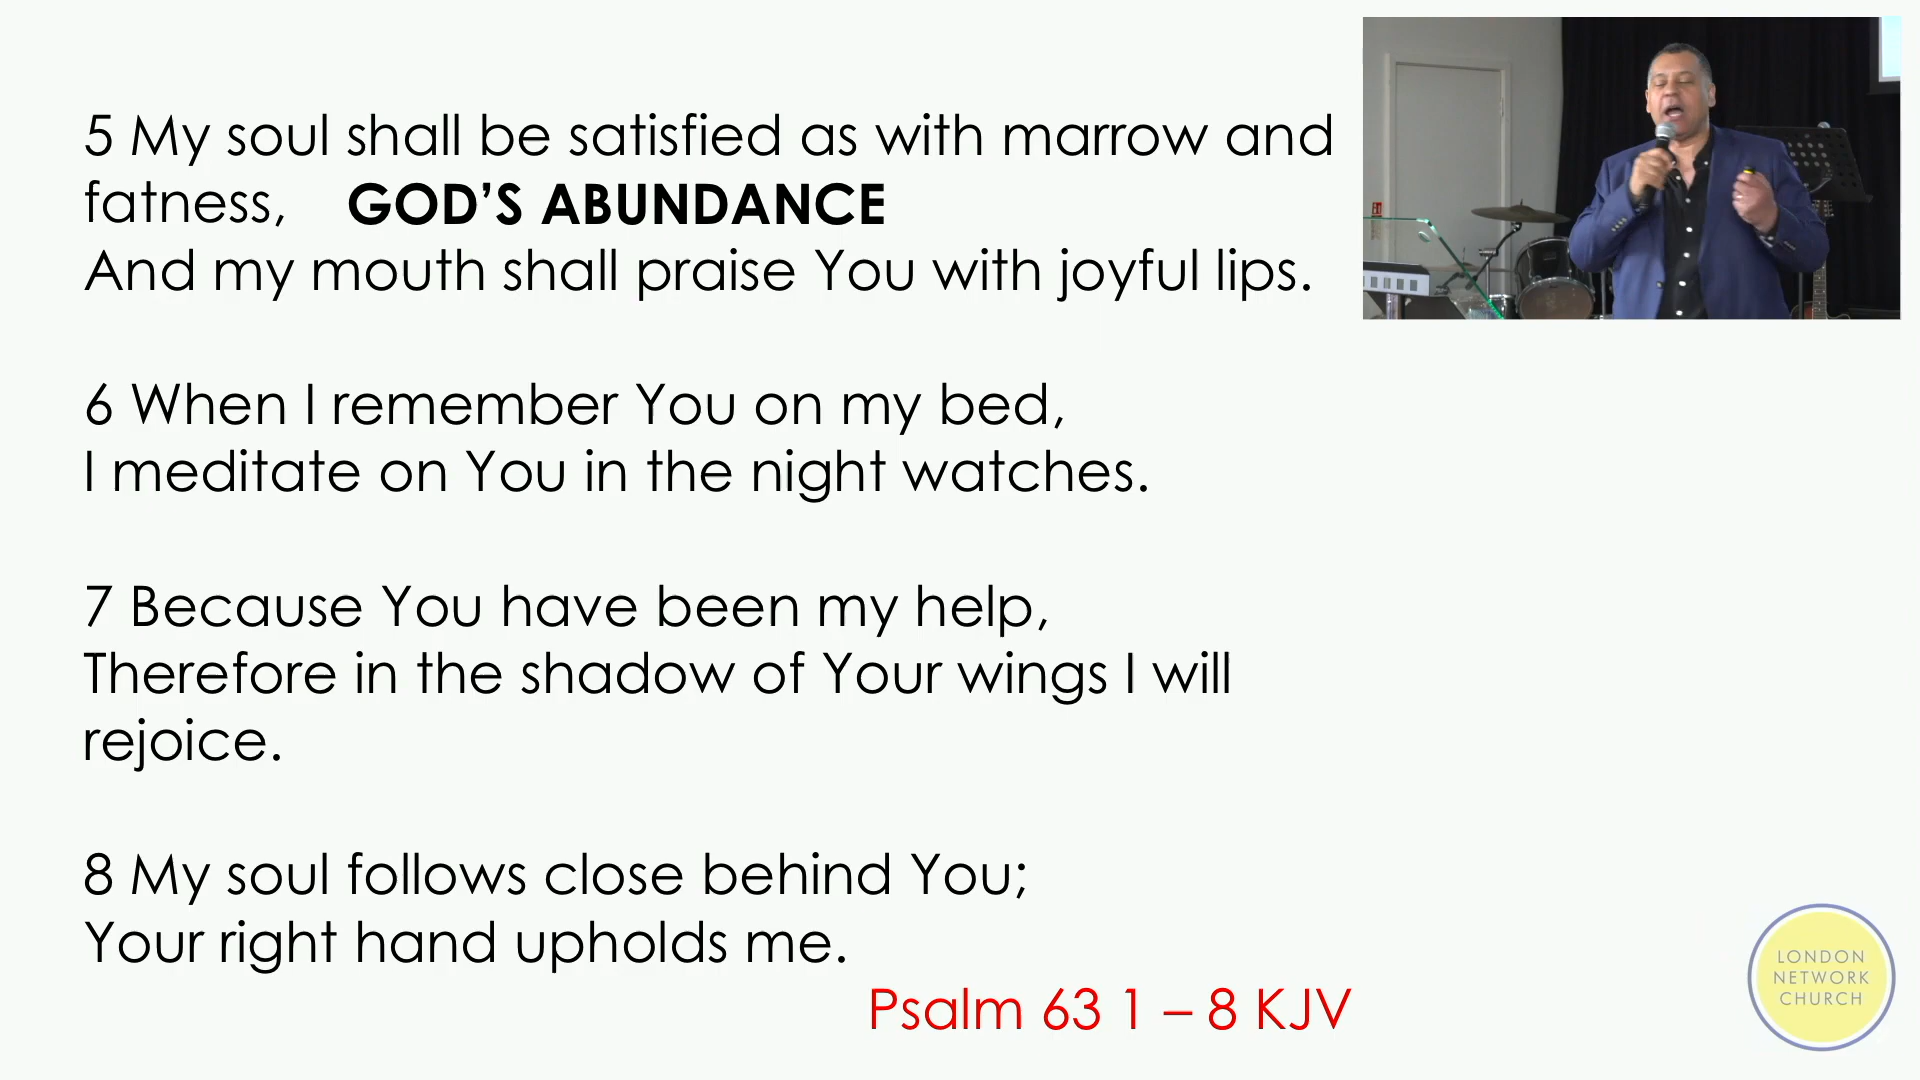 5 My soul shall be satisfied as with marrow and
fatness, GOD’S ABUNDANCE
And my mouth shall praise You with joyful lips.
6 When I remember You on my bed,
I meditate on You in the night watches.
7 Because You have been my help,
Therefore in the shadow of Your wings I will
rejoice.
8 My soul follows close behind You;
Your right hand upholds me.
Psalm 63 1 – 8 KJV
LONDON
NETWORK
CHURCH